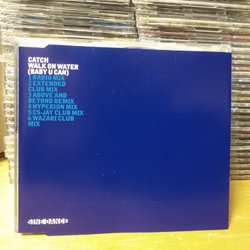 CATCH
WALK ON WATER
(BABY U CAN)
1 RADIO MIX
2 EXTENDED
CLUB MIX
3 ABOVE AND
BEYOND REMIX
4 HYPERION MIX
5 CS-JAY CLUB MIX
6 WAZARI CLUB
MIX
SINE DANCE